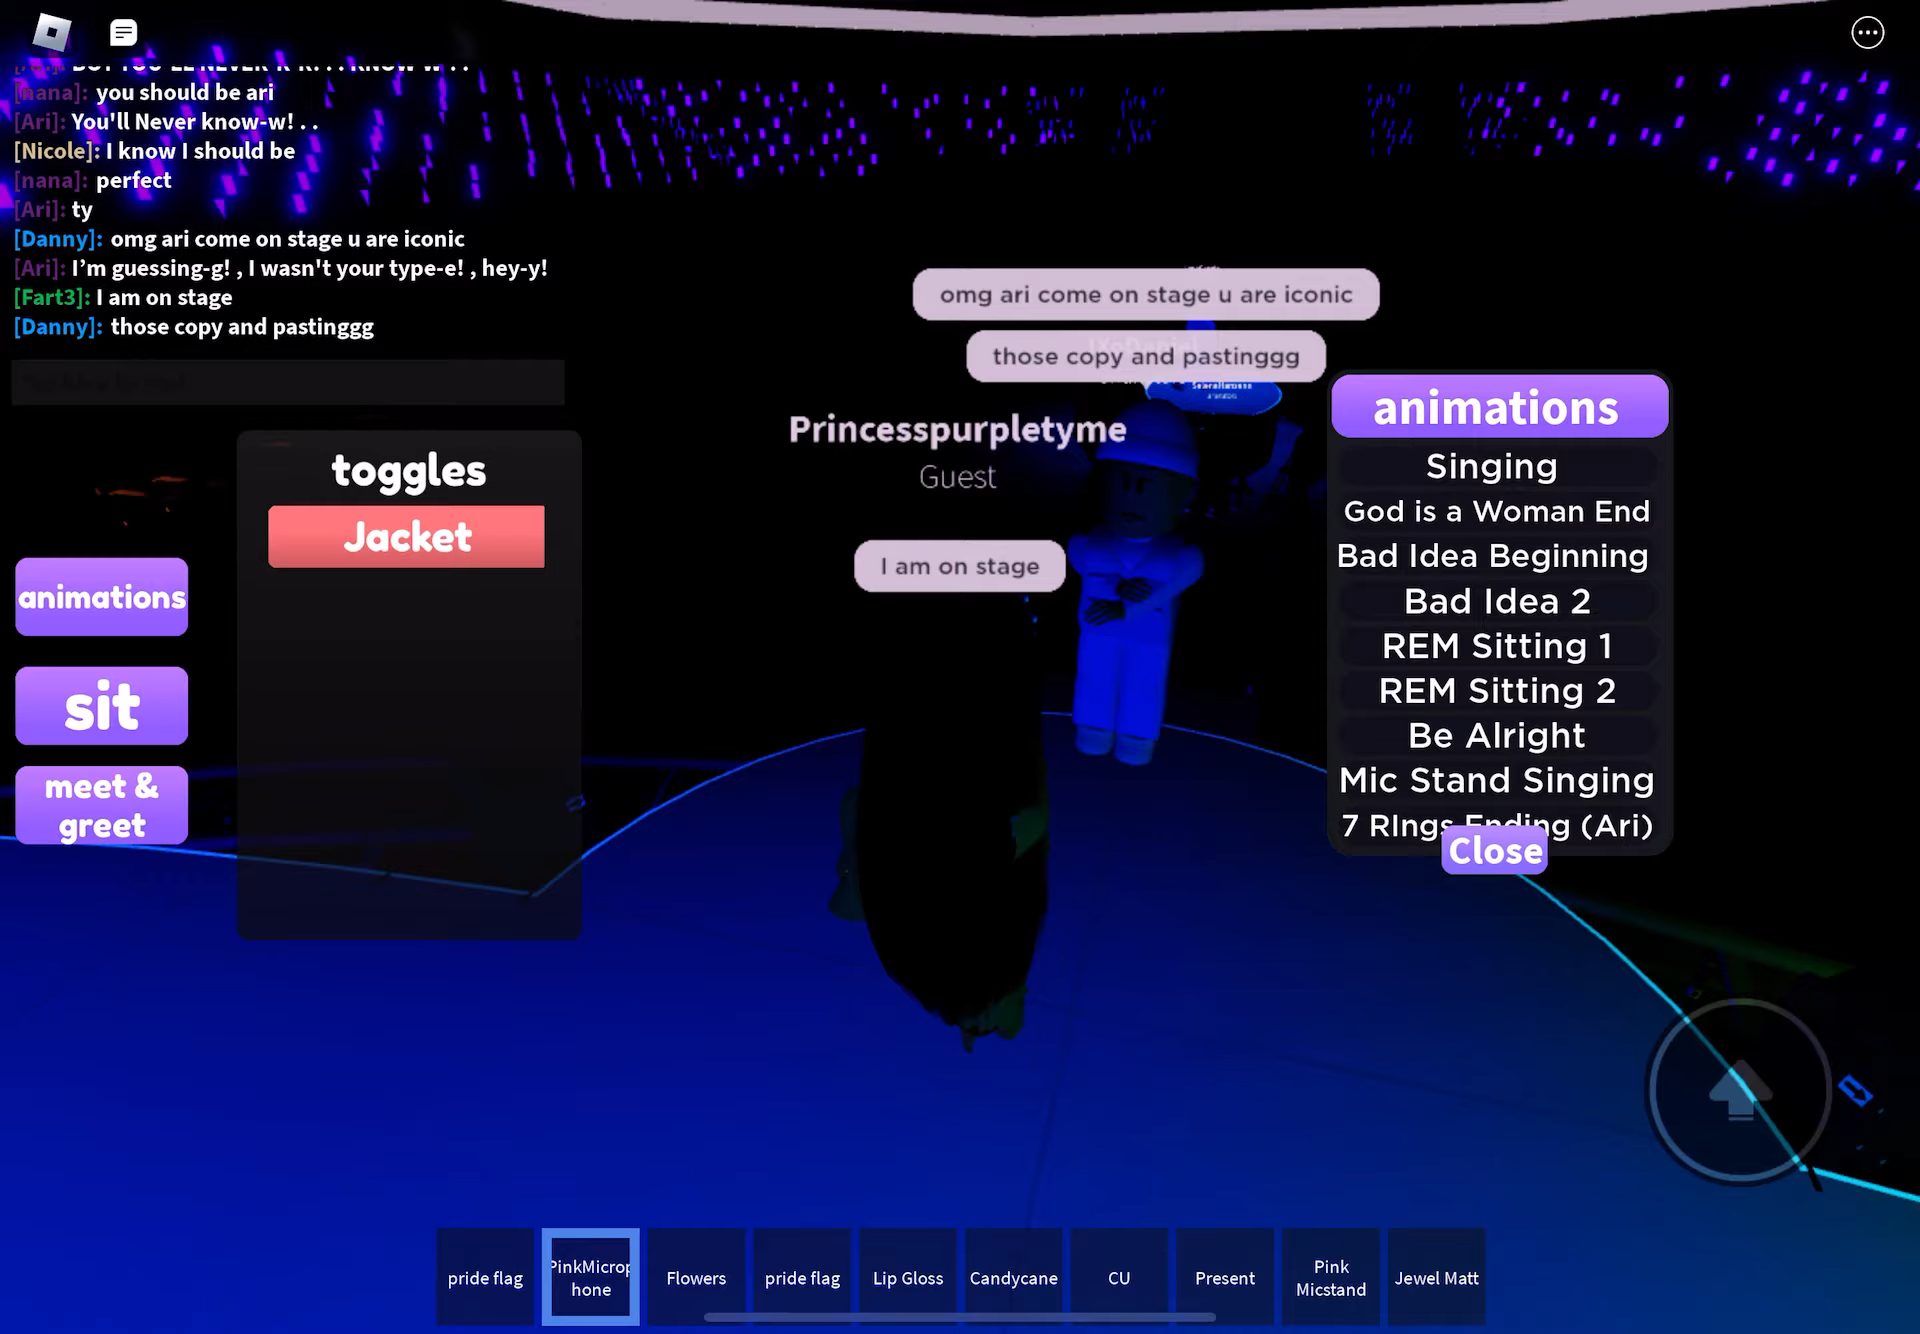 [nana]: you should be ari
[Ari]: You'll Never know-w! . .
[Nicole]: I know I should be
[nana]: perfect
[Ari]: ty
[Danny]: omg ari come on stage u are iconic
[Ari]: I'm guessing-g! , I wasn't your type-e! , hey-y!
[Fart3]: I am on stage
[Danny]: those copy and pastinggg
omg ari come on stage u are iconic
those copy and pastinggg
Princesspurpletyme
Guest
I am on stage
toggles
Jacket
animations
sit
meet &
greet
animations
Singing
God is a Woman End
Bad Idea Beginning
Bad Idea 2
REM Sitting 1
REM Sitting 2
Be Alright
Mic Stand Singing
7 RIngs Ending (Ari)
Close
pride flag
PinkMicrop
hone
Flowers
pride flag
Lip Gloss
Candycane
CU
Present
Pink
Micstand
Jewel Matt